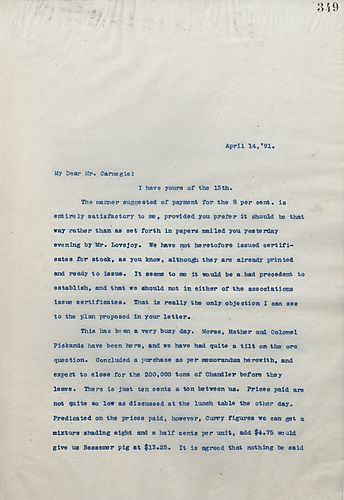 349
April 14,'91.
My Dear Mr. Carnegie:
I have yours of the 13th.
The manner suggested of payment for the 8 per cent. is
entirely satisfactory to me, provided you prefer it should be that
way rather than as set forth in papers mailed you yesterday
evening by Mr. Lovejoy. We have not heretofore issued certifi-
cates for stock, as you know, although they are already printed
and ready to issue. It seems to me it would be a bad precedent to
establish, and that we should not in either of the associations
issue certificates. That is really the only objection I can see
to the plan proposed in your letter.
This has been a very busy day. Morse, Mather and Colonel
Pickands have been here, and we have had quite a tilt on the ore
question. Concluded a purchase as per memorandum herewith, and
expect to close for the 200,000 tons of Chandler before they
leave. There is just ten cents a ton between us. Prices paid are
not quite so low as discussed at the lunch table the other day.
Predicated on the prices paid, however, Curry figures we can get a
mixture shading eight and a half cents per unit, add $4.75 would
give us Bessemer pig at $13.25. It is agreed that nothing be said